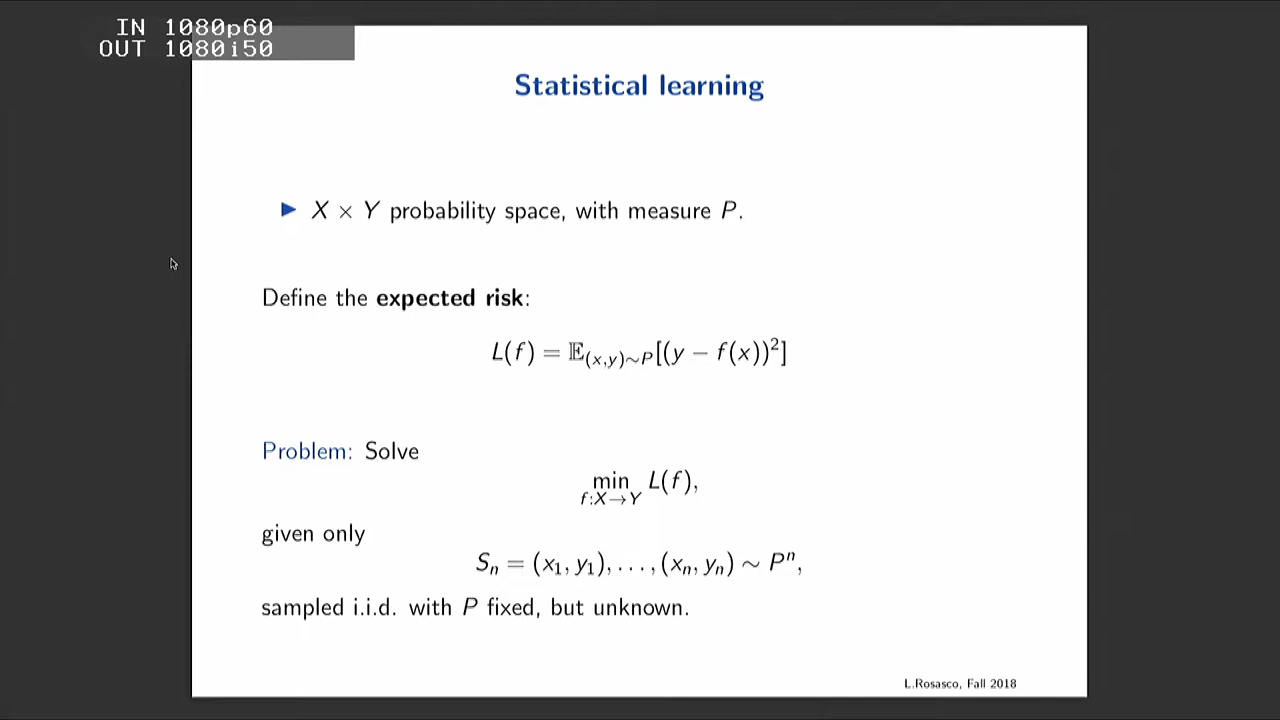 IN 1080p60
OUT 1080i50
Statistical learning
▶ X × Y probability space, with measure P.
Define the expected risk:
L(f) = 𝔼(x,y)∼P[(y − f(x))²]
Problem: Solve
min L(f),
f:X→Y
given only
Sₙ = (x₁, y₁), . . . , (xₙ, yₙ) ∼ Pⁿ,
sampled i.i.d. with P fixed, but unknown.
L.Rosasco, Fall 2018